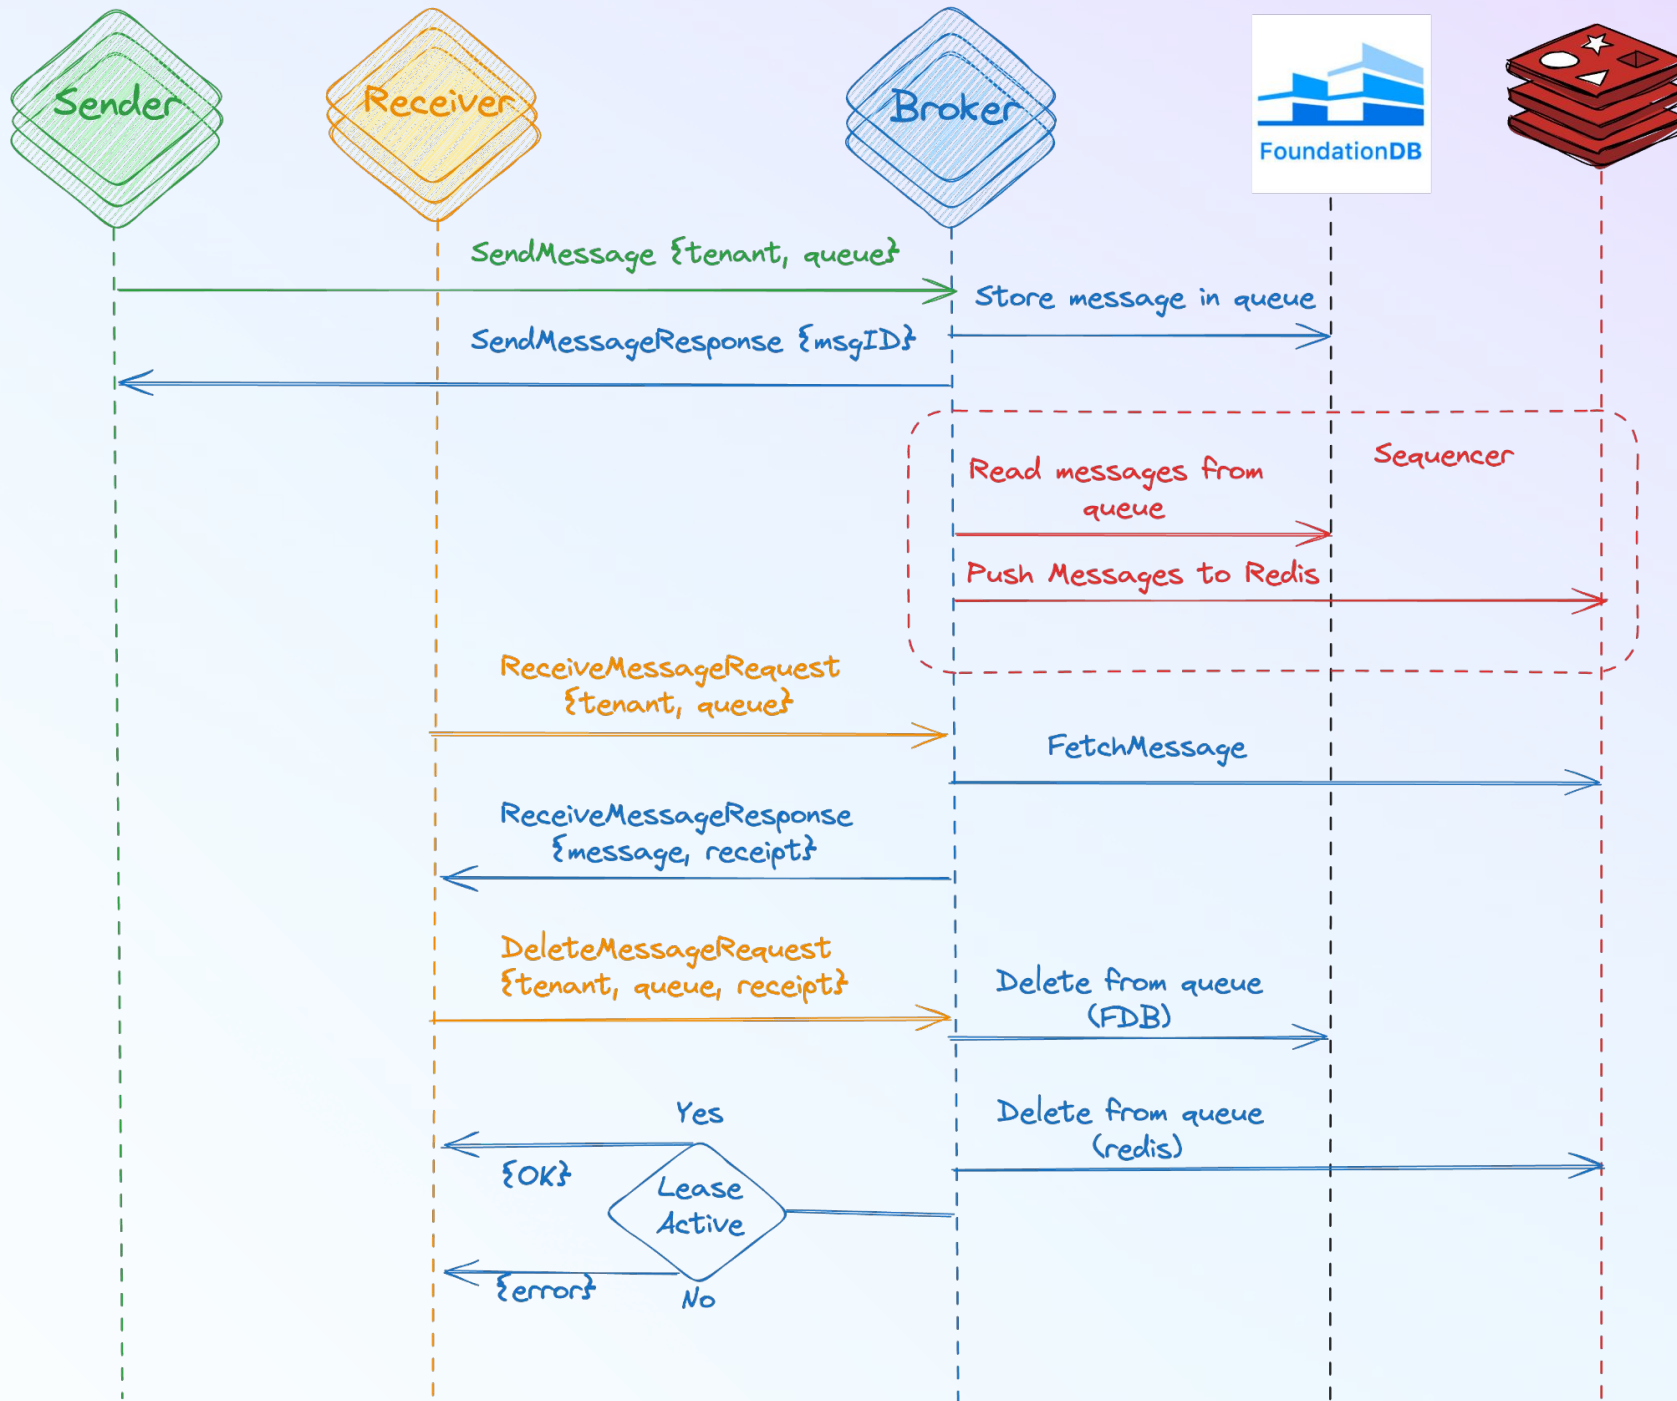 Sender
Receiver
Broker
FoundationDB
SendMessage {tenant, queue}
Store message in queue
SendMessageResponse {msgID}
Sequencer
Read messages from
queue
Push Messages to Redis
ReceiveMessageRequest
{tenant, queue}
FetchMessage
ReceiveMessageResponse
{message, receipt}
DeleteMessageRequest
{tenant, queue, receipt}
Delete from queue
(FDB)
Yes
{OK}
Lease
Active
{error}
No
Delete from queue
(redis)